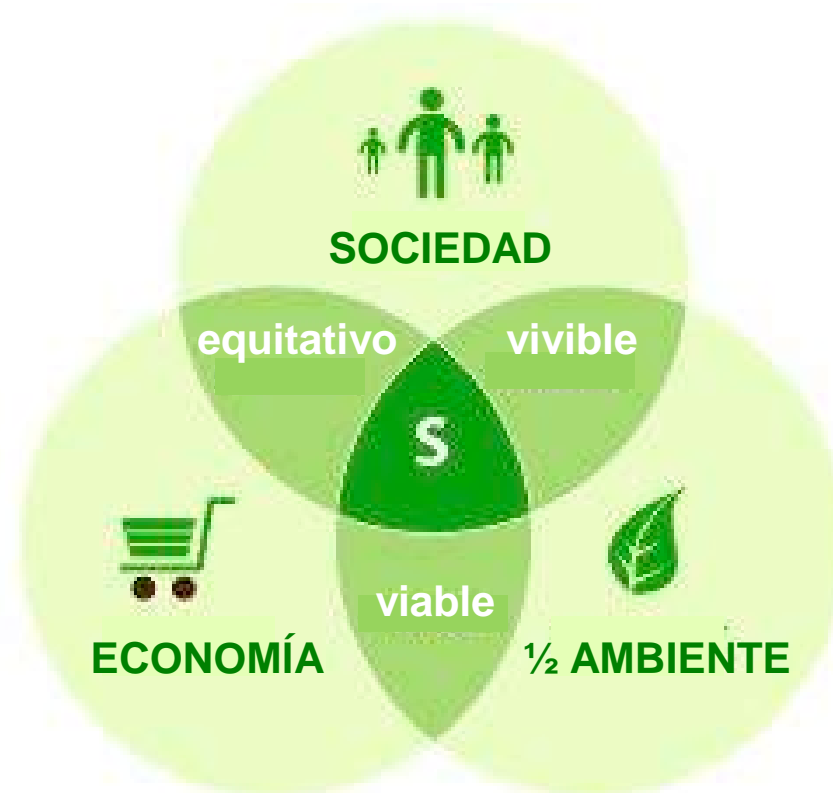 SOCIEDAD
equitativo
vivible
S
viable
ECONOMÍA
½ AMBIENTE